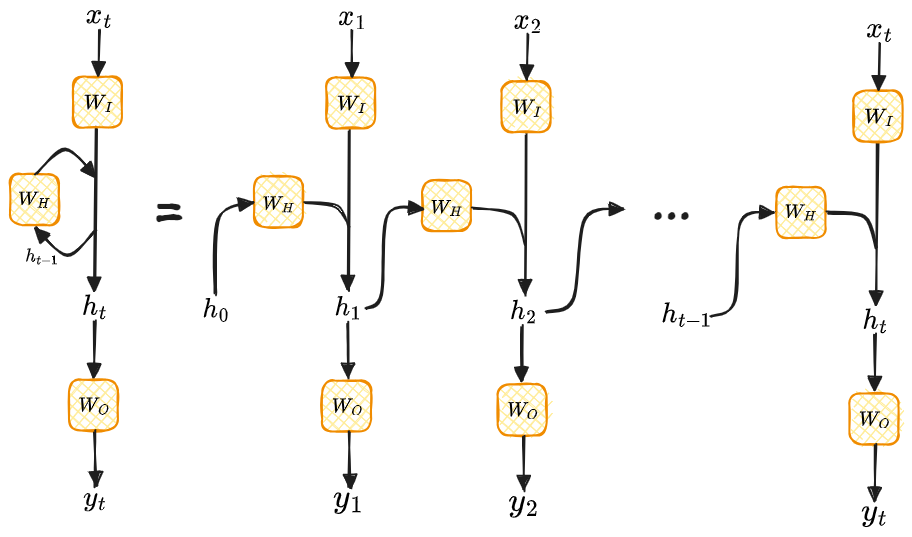 x_t x_1 x_2 x_t
W_I W_I W_I W_I
W_H W_H W_H W_H
h_{t-1} = ...
h_t h_0 h_1 h_2 h_{t-1} h_t
W_O W_O W_O W_O
y_t y_1 y_2 y_t